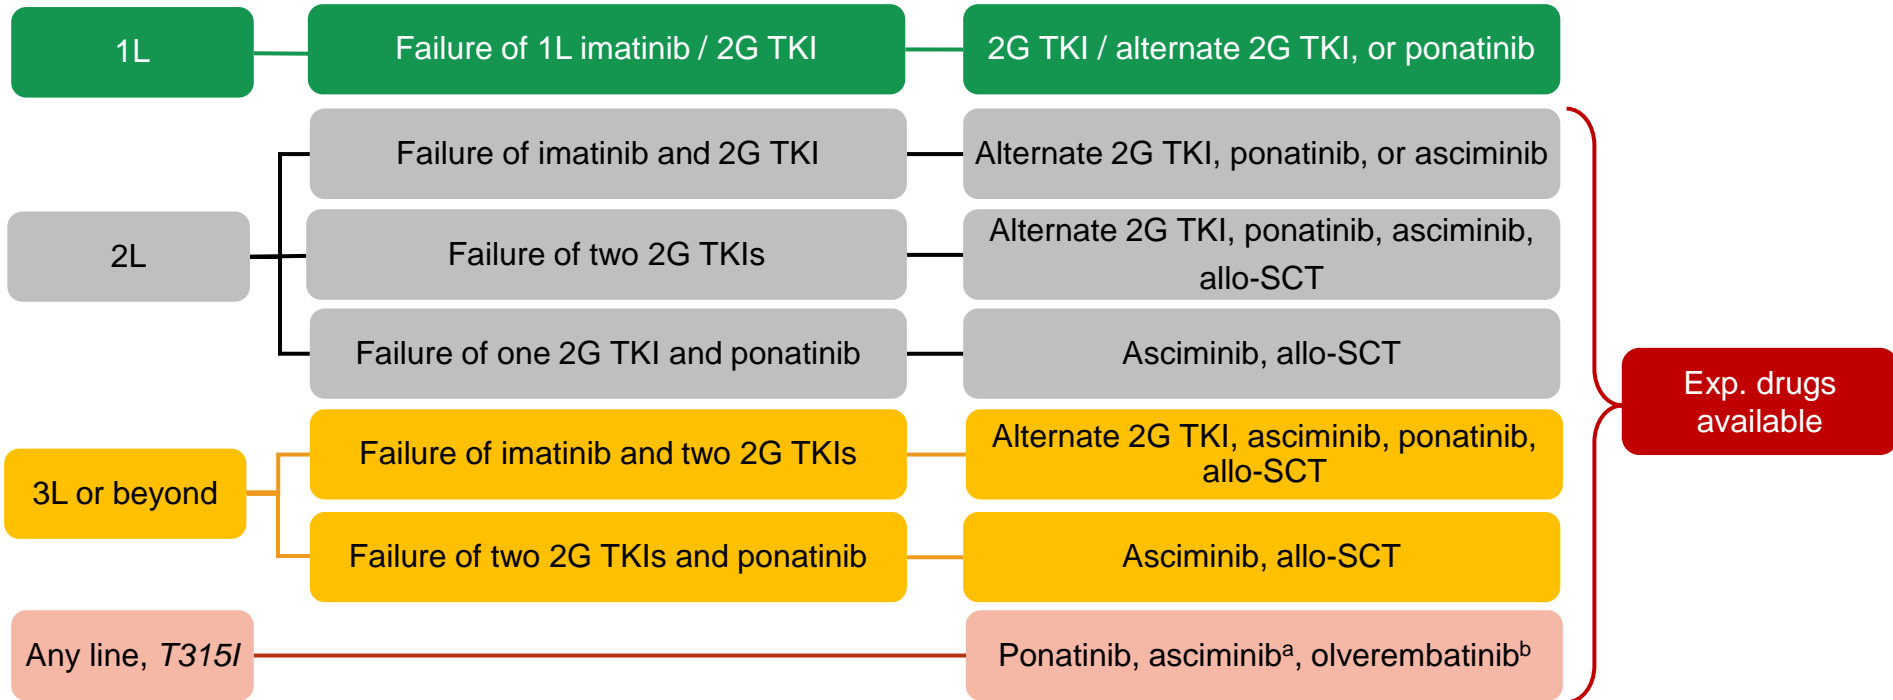 1L
Failure of 1L imatinib / 2G TKI
2G TKI / alternate 2G TKI, or ponatinib
2L
Failure of imatinib and 2G TKI
Alternate 2G TKI, ponatinib, or asciminib
Failure of two 2G TKIs
Alternate 2G TKI, ponatinib, asciminib,
allo-SCT
Failure of one 2G TKI and ponatinib
Asciminib, allo-SCT
3L or beyond
Failure of imatinib and two 2G TKIs
Alternate 2G TKI, asciminib, ponatinib,
allo-SCT
Failure of two 2G TKIs and ponatinib
Asciminib, allo-SCT
Any line, T315I
Ponatinib, asciminibᵃ, olverembatinibᵇ
Exp. drugs
available